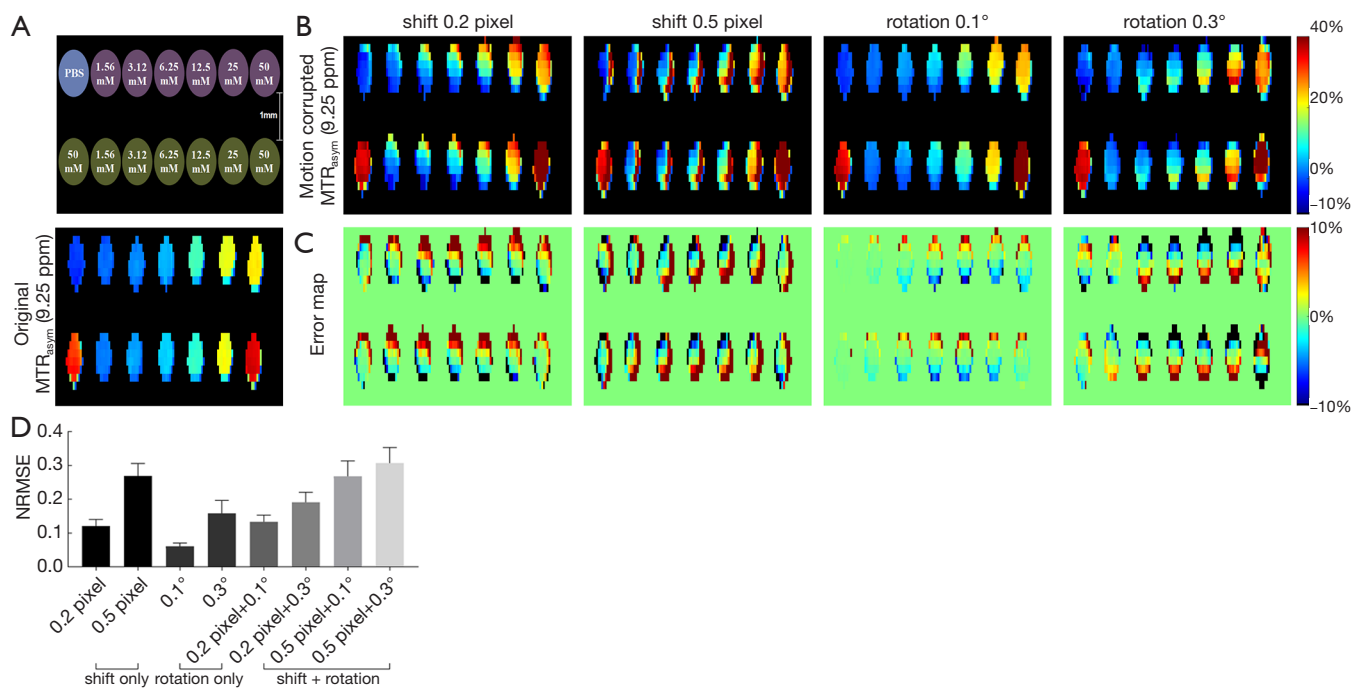 A
PBS
1.56 mM
3.12 mM
6.25 mM
12.5 mM
25 mM
50 mM
1mm
50 mM
1.56 mM
3.12 mM
6.25 mM
12.5 mM
25 mM
50 mM
Original
MTRasym (9.25 ppm)
B
shift 0.2 pixel
shift 0.5 pixel
rotation 0.1°
rotation 0.3°
Motion corrupted
MTRasym (9.25 ppm)
40%
20%
0%
–10%
C
Error map
10%
0%
–10%
D
NRMSE
0.4
0.3
0.2
0.1
0.0
0.2 pixel
0.5 pixel
0.1°
0.3°
0.2 pixel+0.1°
0.2 pixel+0.3°
0.5 pixel+0.1°
0.5 pixel+0.3°
shift only
rotation only
shift + rotation